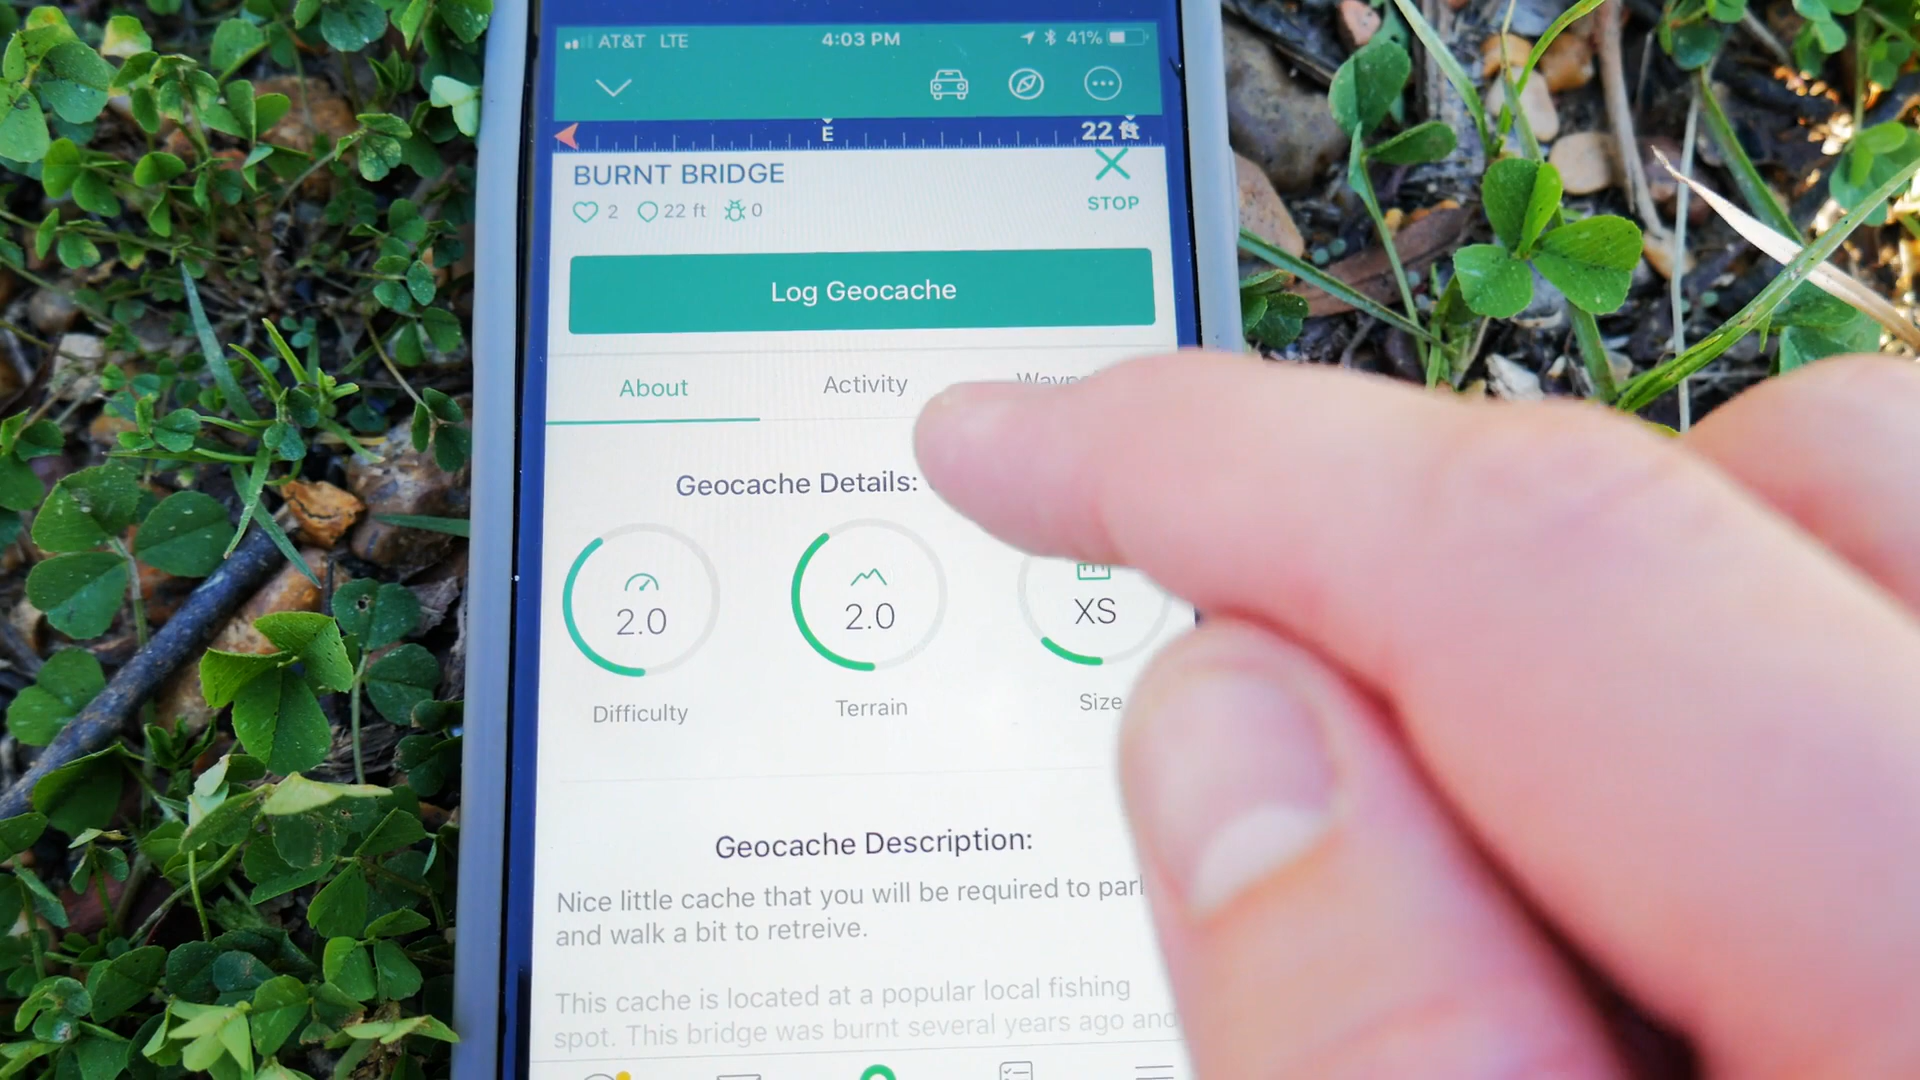 AT&T LTE 4:03 PM 41%
E 22 ft
BURNT BRIDGE
2 22 ft 0
STOP
Log Geocache
About Activity
Geocache Details:
2.0 2.0 XS
Difficulty Terrain Size
Geocache Description:
Nice little cache that you will be required to
and walk a bit to retreive.
This cache is located at a popular local fishing
spot. This bridge was burnt several years ago and